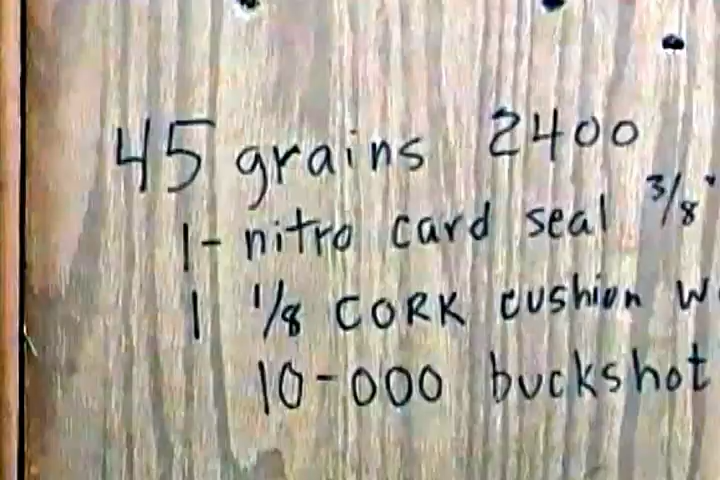 45 grains 2400
1- nitro card seal 3/8"
1 1/8 CORK cushion
10-000 buckshot